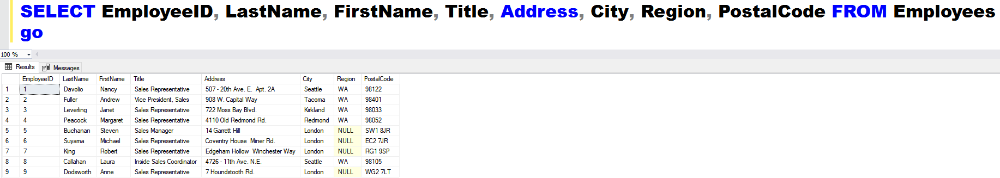 SELECT EmployeeID, LastName, FirstName, Title, Address, City, Region, PostalCode FROM Employees
go
100 %
Results Messages
EmployeeID LastName FirstName Title Address City Region PostalCode
1 1 Davolio Nancy Sales Representative 507 - 20th Ave. E. Apt. 2A Seattle WA 98122
2 2 Fuller Andrew Vice President, Sales 908 W. Capital Way Tacoma WA 98401
3 3 Leverling Janet Sales Representative 722 Moss Bay Blvd. Kirkland WA 98033
4 4 Peacock Margaret Sales Representative 4110 Old Redmond Rd. Redmond WA 98052
5 5 Buchanan Steven Sales Manager 14 Garrett Hill London NULL SW1 8JR
6 6 Suyama Michael Sales Representative Coventry House Miner Rd. London NULL EC2 7JR
7 7 King Robert Sales Representative Edgeham Hollow Winchester Way London NULL RG1 9SP
8 8 Callahan Laura Inside Sales Coordinator 4726 - 11th Ave. N.E. Seattle WA 98105
9 9 Dodsworth Anne Sales Representative 7 Houndstooth Rd. London NULL WG2 7LT